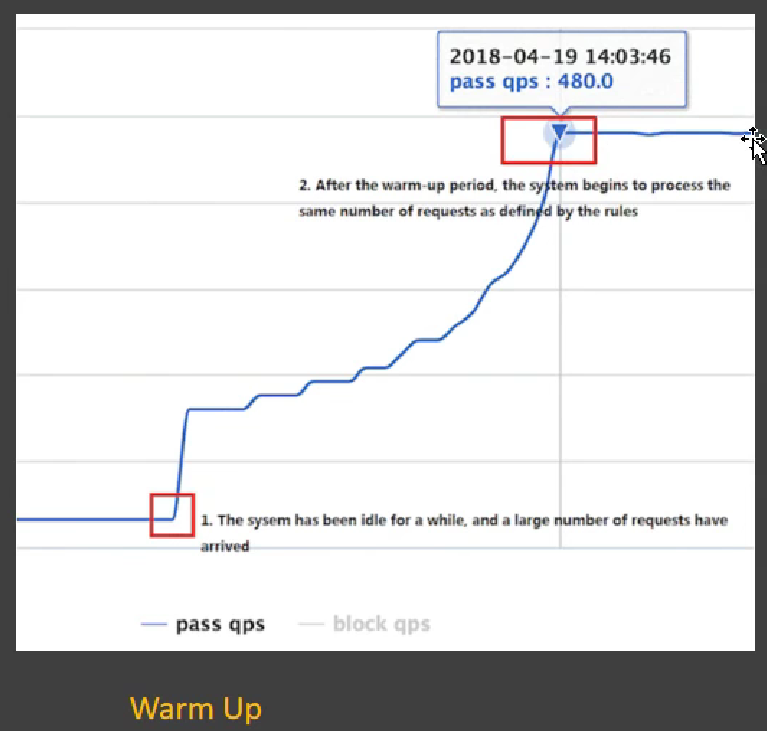 2018-04-19 14:03:46
pass qps : 480.0
2. After the warm-up period, the system begins to process the
same number of requests as defined by the rules
1. The sysem has been idle for a while, and a large number of requests have
arrived
pass qps
block qps
Warm Up